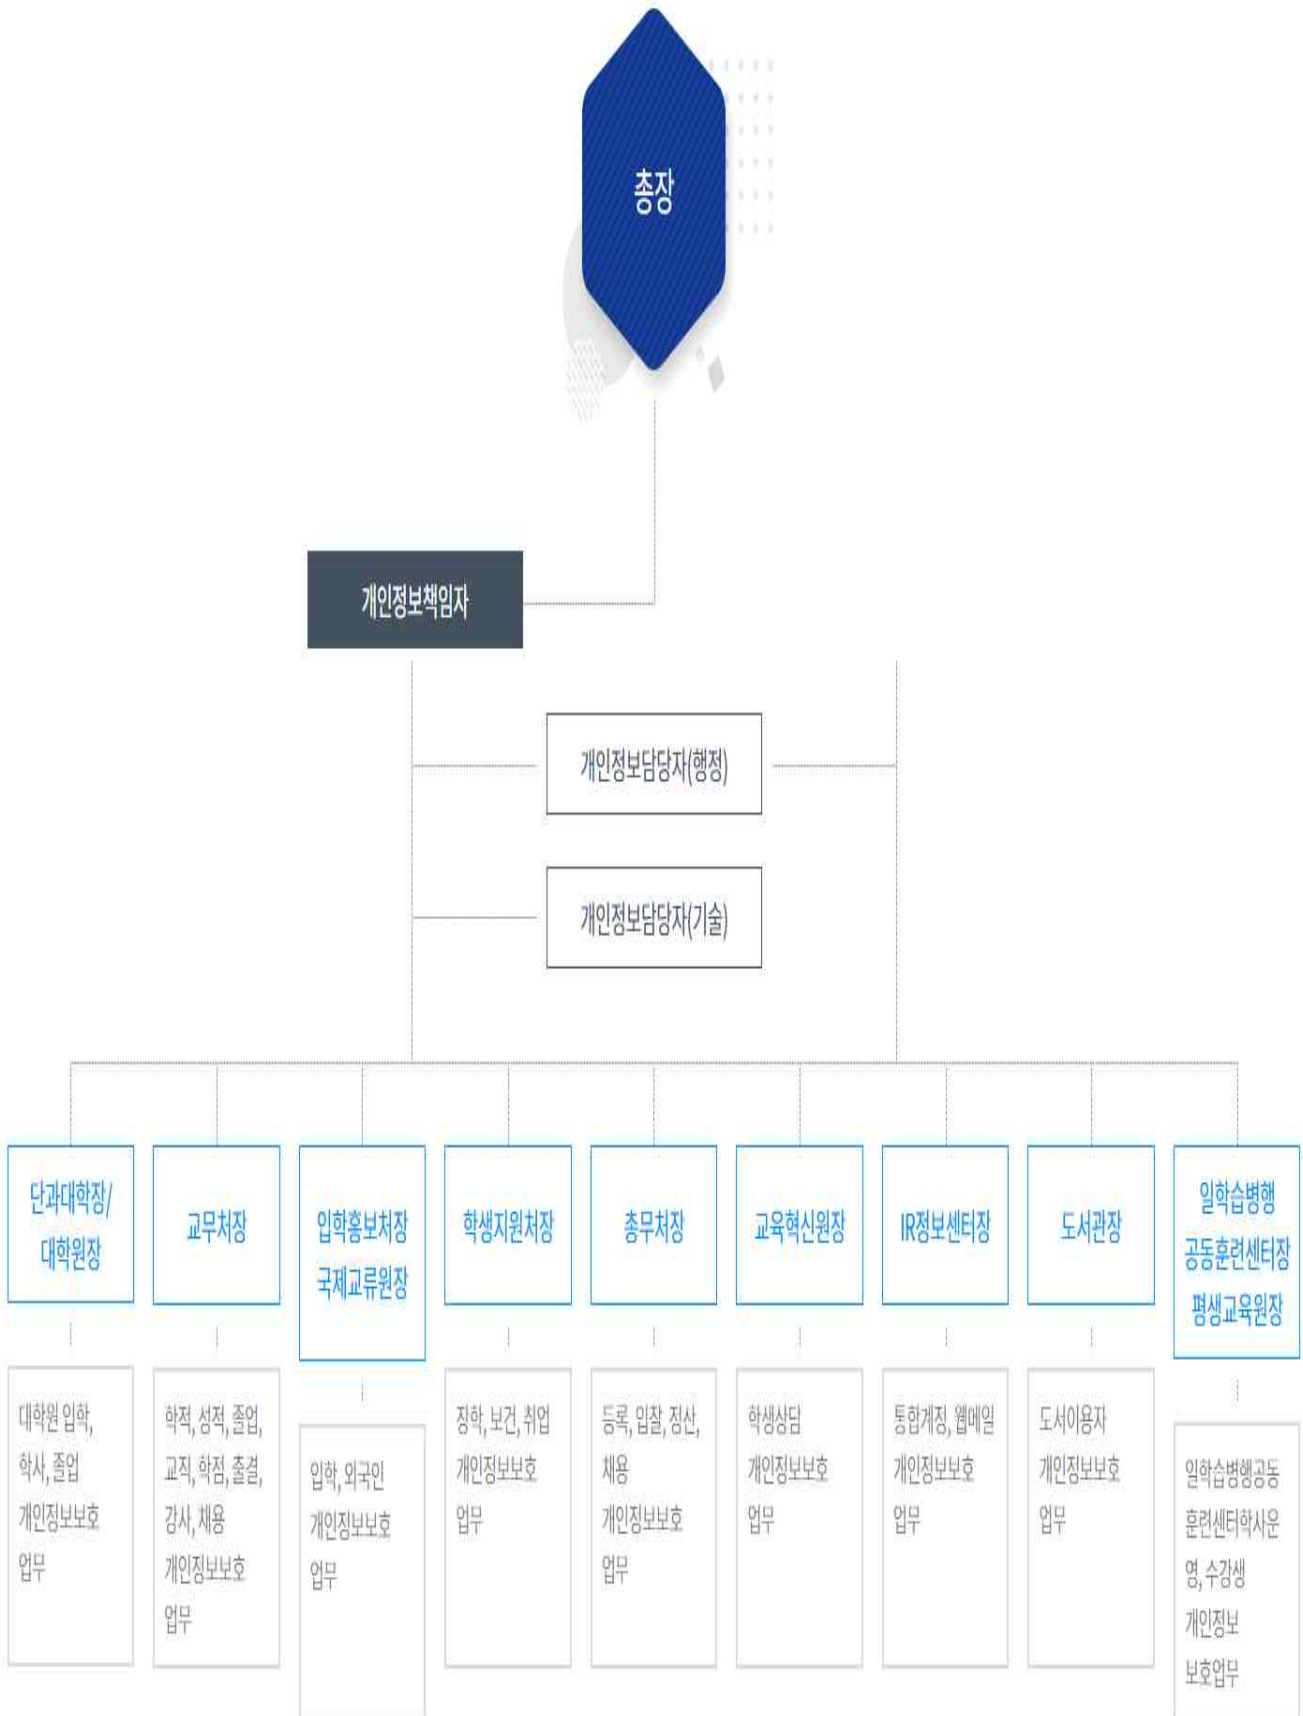 총장
개인정보책임자
개인정보담당자(행정)
개인정보담당자(기술)
단과대학장/
대학원장
교무처장
입학홍보처장
국제교류원장
학생지원처장
총무처장
교육혁신원장
IR정보센터장
도서관장
일학습병행
공동훈련센터장
평생교육원장
대학원 입학,
학사, 졸업
개인정보보호
업무
학적, 성적, 졸업,
교직, 학점, 출결,
강사, 채용
개인정보보호
업무
입학, 외국인
개인정보보호
업무
장학, 보건, 취업
개인정보보호
업무
등록, 입찰, 정산,
채용
개인정보보호
업무
학생상담
개인정보보호
업무
통합계정, 웹메일
개인정보보호
업무
도서이용자
개인정보보호
업무
일학습병행공동
훈련센터학사운
영, 수강생
개인정보
보호업무